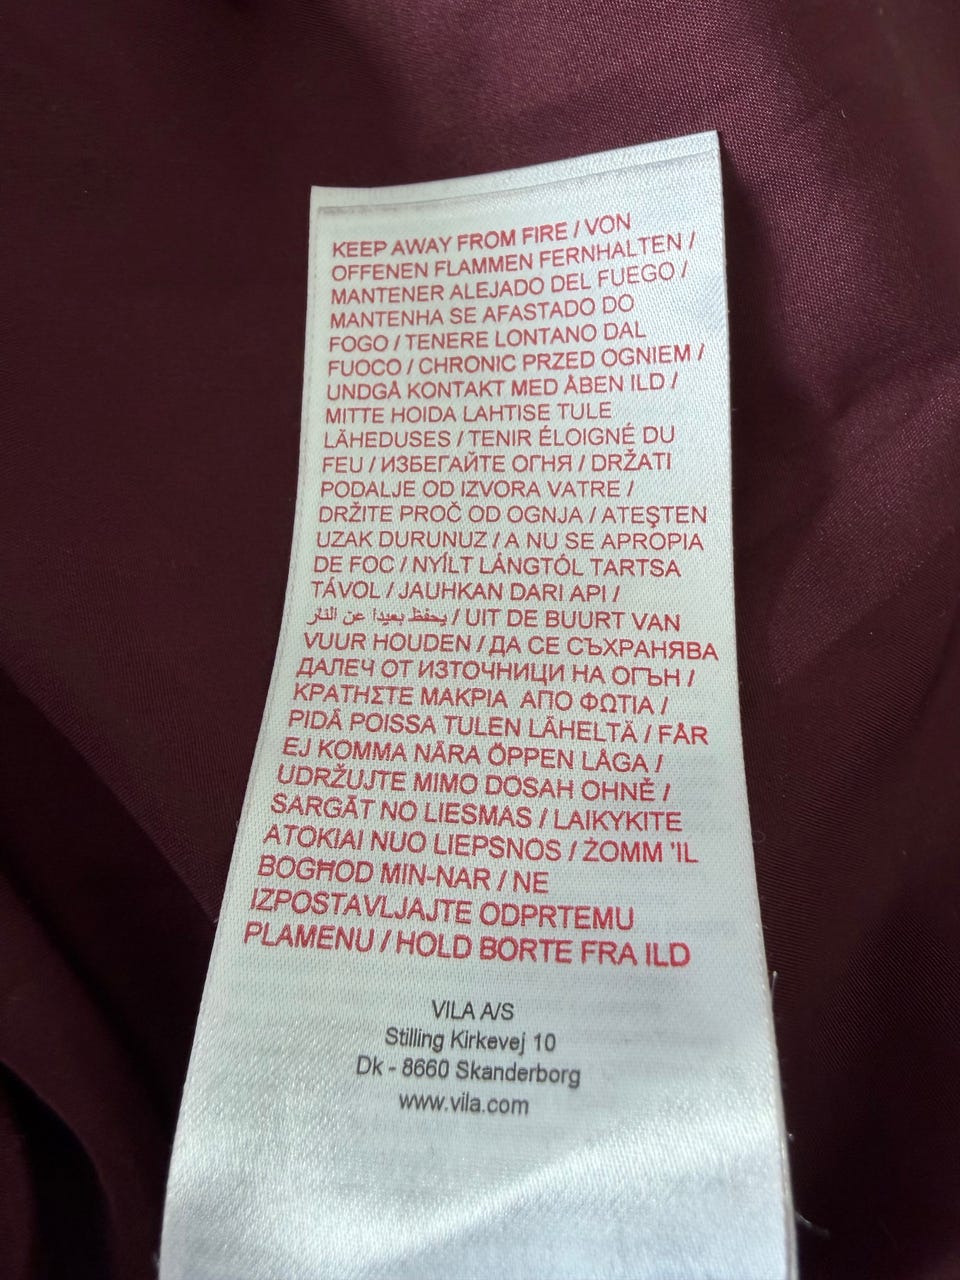 KEEP AWAY FROM FIRE / VON
OFFENEN FLAMMEN FERNHALTEN /
MANTENER ALEJADO DEL FUEGO /
MANTENHA SE AFASTADO DO
FOGO / TENERE LONTANO DAL
FUOCO / CHRONIC PRZED OGNIEM /
UNDGÅ KONTAKT MED ÅBEN ILD /
MITTE HOIDA LAHTISE TULE
LÄHEDUSES / TENIR ÉLOIGNÉ DU
FEU / ИЗБЕГАЙТЕ ОГНЯ / DRŽATI
PODALJE OD IZVORA VATRE /
DRŽITE PROČ OD OGNJA / ATEŞTEN
UZAK DURUNUZ / A NU SE APROPIA
DE FOC / NYÍLT LÁNGTÓL TARTSA
TÁVOL / JAUHKAN DARI API /
يحفظ بعيدا عن النار / UIT DE BUURT VAN
VUUR HOUDEN / ДА СЕ СЪХРАНЯВА
ДАЛЕЧ ОТ ИЗТОЧНИЦИ НА ОГЪН /
ΚΡΑΤΗΣΤΕ ΜΑΚΡΙΑ ΑΠΟ ΦΩΤΙΑ /
PIDÄ POISSA TULEN LÄHELTÄ / FÅR
EJ KOMMA NÄRA ÖPPEN LÅGA /
UDRŽUJTE MIMO DOSAH OHNĚ /
SARGĀT NO LIESMAS / LAIKYKITE
ATOKIAI NUO LIEPSNOS / ŻOMM 'IL
BOGĦOD MIN-NAR / NE
IZPOSTAVLJAJTE ODPRTEMU
PLAMENU / HOLD BORTE FRA ILD
VILA A/S
Stilling Kirkevej 10
Dk - 8660 Skanderborg
www.vila.com